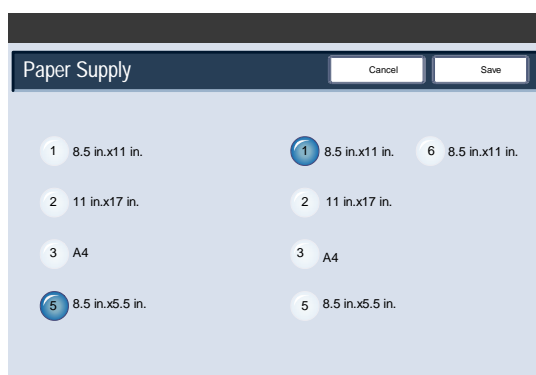 Paper Supply Cancel Save
1 8.5 in.x11 in. 1 8.5 in.x11 in. 6 8.5 in.x11 in.
2 11 in.x17 in. 2 11 in.x17 in.
3 A4 3 A4
5 8.5 in.x5.5 in. 5 8.5 in.x5.5 in.